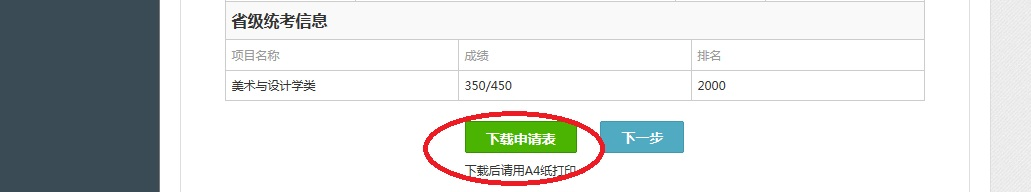 省级统考信息
项目名称 成绩 排名
美术与设计学类 350/450 2000
下载申请表 下一步
下载后请用A4纸打印